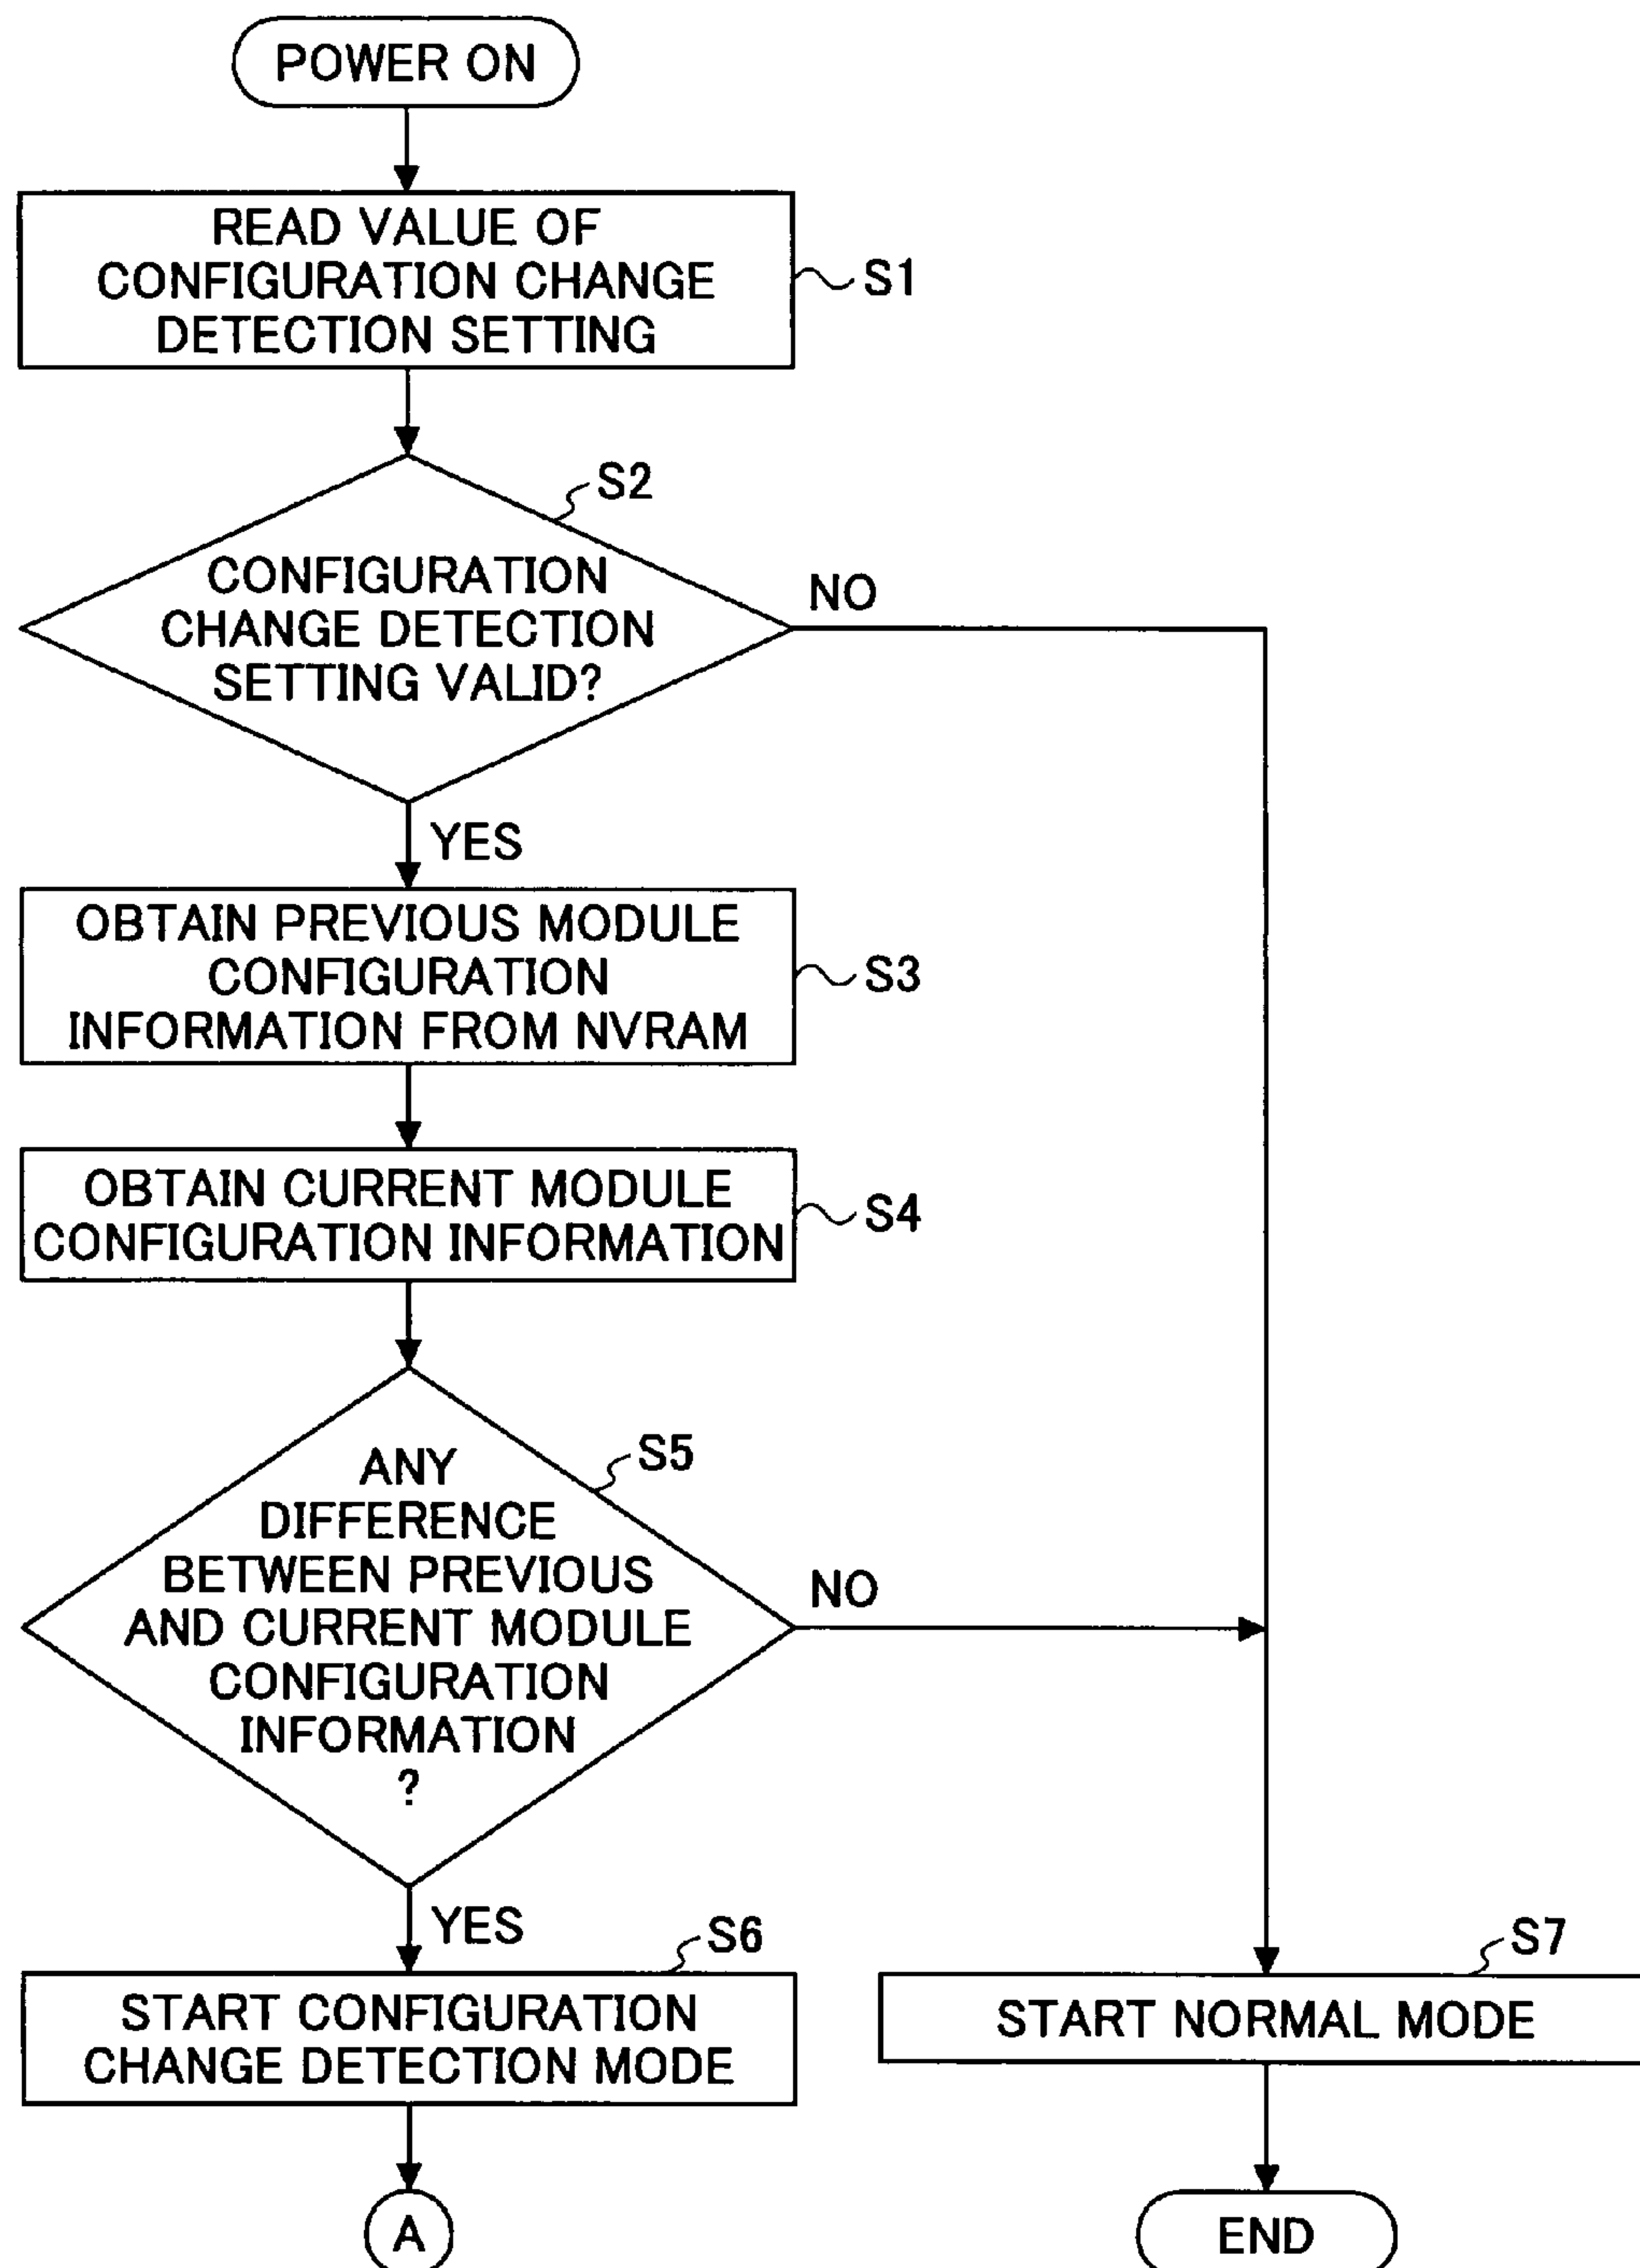 POWER ON
READ VALUE OF
CONFIGURATION CHANGE
DETECTION SETTING
S1
S2
CONFIGURATION
CHANGE DETECTION
SETTING VALID?
NO
YES
OBTAIN PREVIOUS MODULE
CONFIGURATION
INFORMATION FROM NVRAM
S3
OBTAIN CURRENT MODULE
CONFIGURATION INFORMATION
S4
S5
ANY
DIFFERENCE
BETWEEN PREVIOUS
AND CURRENT MODULE
CONFIGURATION
INFORMATION
?
NO
YES
S6
START CONFIGURATION
CHANGE DETECTION MODE
S7
START NORMAL MODE
A
END